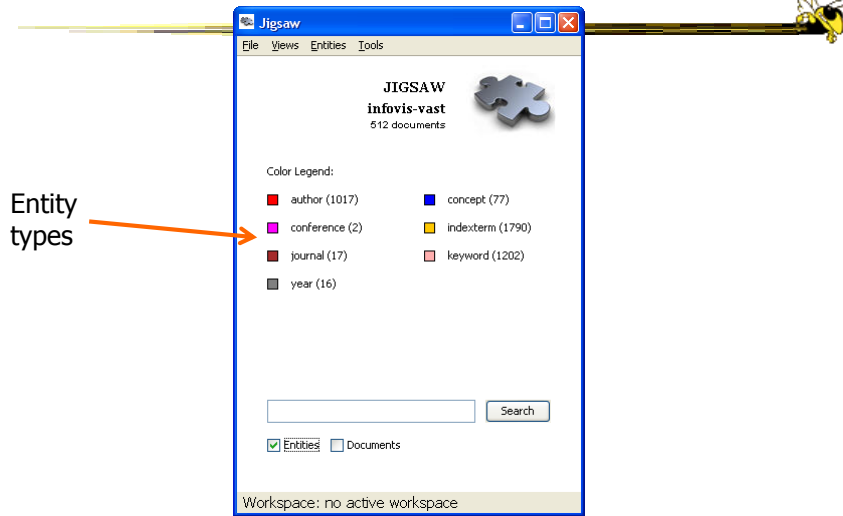 Jigsaw
File Views Entities Tools
JIGSAW
infovis-vast
512 documents
Color Legend:
author (1017) concept (77)
conference (2) indexterm (1790)
journal (17) keyword (1202)
year (16)
Entity
types
Search
Entities Documents
Workspace: no active workspace